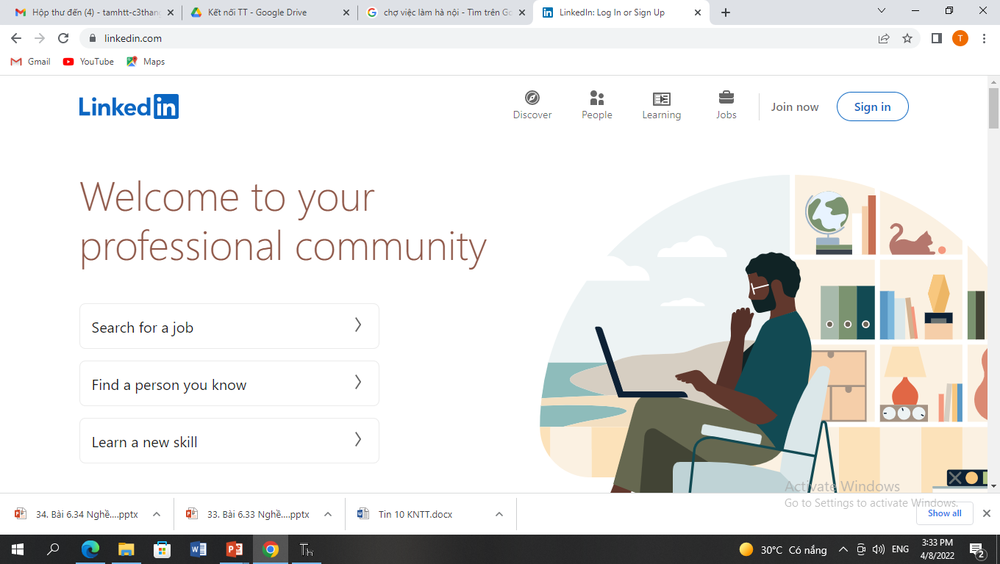 Hộp thư đến (4) - tamhtt-c3than
Kết nối TT - Google Drive
chợ việc làm hà nội - Tìm trên Go
LinkedIn: Log In or Sign Up
linkedin.com
T
Gmail
YouTube
Maps
Linked in
Discover
People
Learning
Jobs
Join now
Sign in
Welcome to your
professional community
Search for a job
Find a person you know
Learn a new skill
Activate Windows
Go to Settings to activate Windows.
34. Bài 6.34 Nghề....pptx
33. Bài 6.33 Nghề....pptx
Tin 10 KNTT.docx
Show all
30°C Có nắng
ENG
3:33 PM
4/8/2022
2